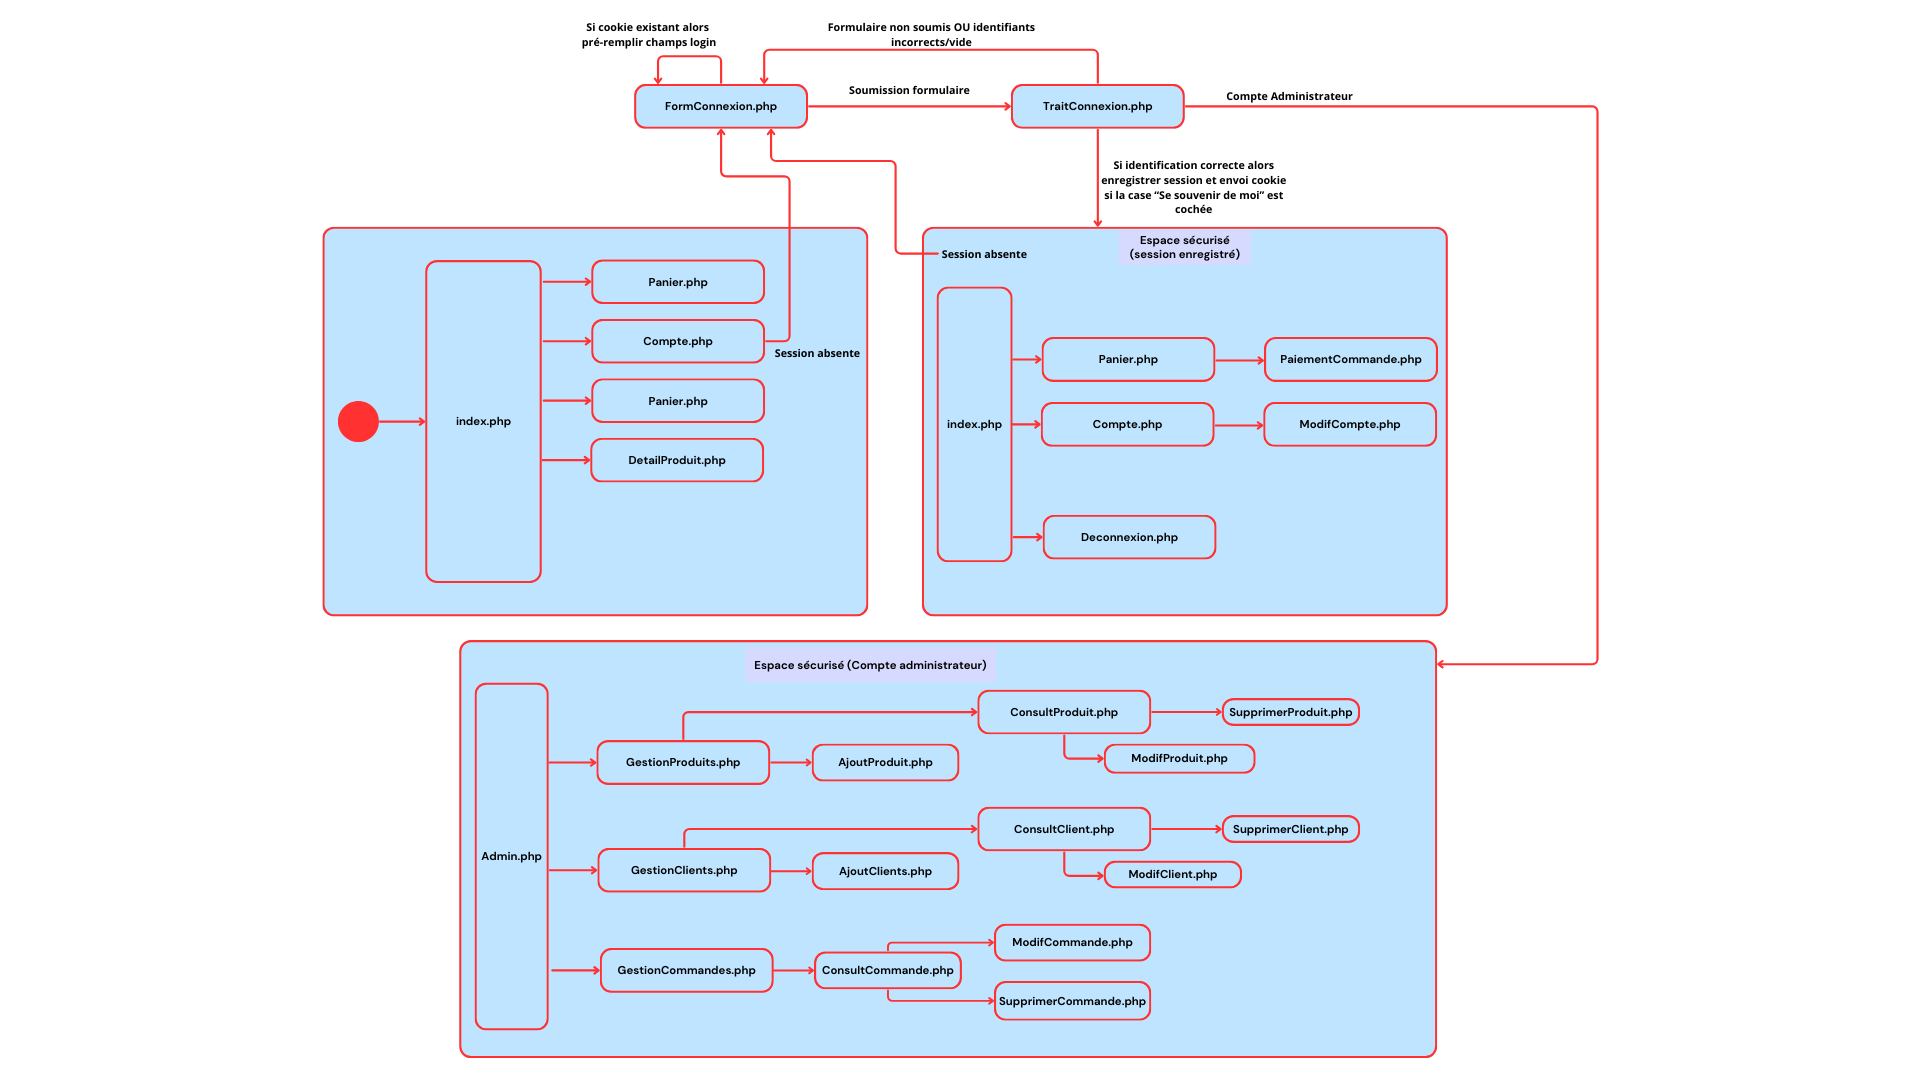 Si cookie existant alors
pré-remplir champs login
Formulaire non soumis OU identifiants
incorrects/vide
FormConnexion.php
Soumission formulaire
TraitConnexion.php
Compte Administrateur
Si identification correcte alors
enregistrer session et envoi cookie
si la case “Se souvenir de moi” est
cochée
index.php
Panier.php
Compte.php
Session absente
Panier.php
DetailProduit.php
Espace sécurisé
(session enregistré)
Session absente
index.php
Panier.php
PaiementCommande.php
Compte.php
ModifCompte.php
Deconnexion.php
Espace sécurisé (Compte administrateur)
Admin.php
ConsultProduit.php
SupprimerProduit.php
GestionProduits.php
AjoutProduit.php
ModifProduit.php
ConsultClient.php
SupprimerClient.php
GestionClients.php
AjoutClients.php
ModifClient.php
ModifCommande.php
GestionCommandes.php
ConsultCommande.php
SupprimerCommande.php